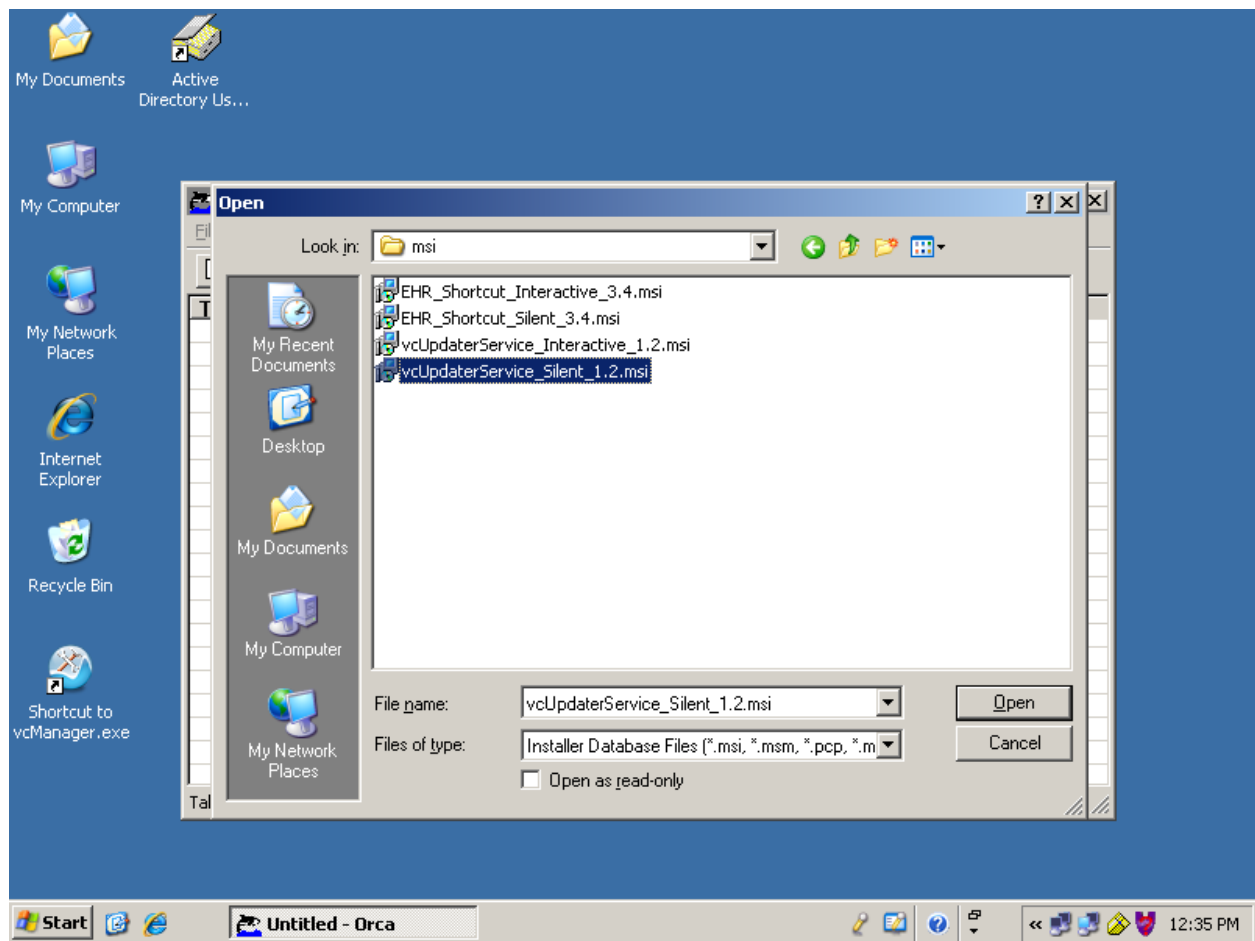 My Documents
Active
Directory Us...
My Computer
My Network
Places
Internet
Explorer
Recycle Bin
Shortcut to
vcManager.exe
Open
Look in:
msi
My Recent
Documents
Desktop
My Documents
My Computer
My Network
Places
EHR_Shortcut_Interactive_3.4.msi
EHR_Shortcut_Silent_3.4.msi
vcUpdaterService_Interactive_1.2.msi
vcUpdaterService_Silent_1.2.msi
File name:
vcUpdaterService_Silent_1.2.msi
Open
Files of type:
Installer Database Files (*.msi, *.msm, *.pcp, *.m
Cancel
Open as read-only
Fil
T
Tal
Start
Untitled - Orca
12:35 PM